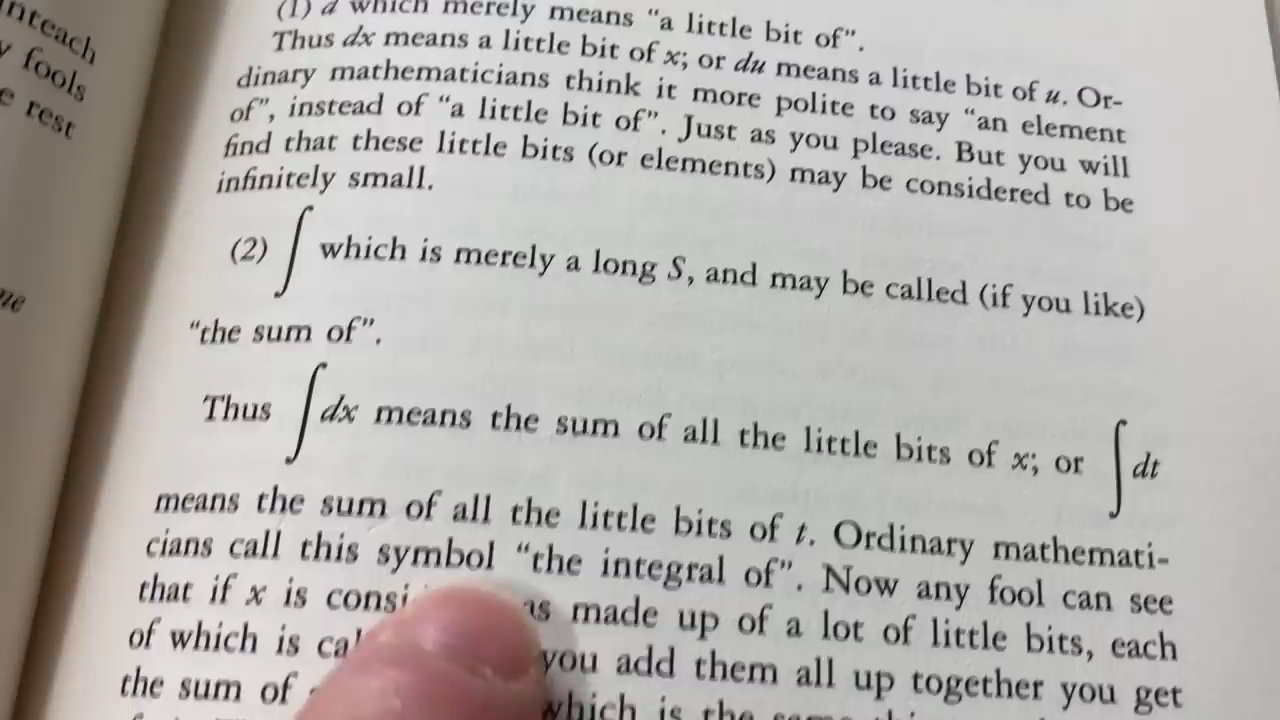 nteach
fools
e rest
ne
(1) d which merely means "a little bit of".
Thus dx means a little bit of x; or du means a little bit of u. Or-
dinary mathematicians think it more polite to say "an element
of", instead of "a little bit of". Just as you please. But you will
find that these little bits (or elements) may be considered to be
infinitely small.
(2) ∫ which is merely a long S, and may be called (if you like)
"the sum of".
Thus ∫dx means the sum of all the little bits of x; or ∫dt
means the sum of all the little bits of t. Ordinary mathemati-
cians call this symbol "the integral of". Now any fool can see
that if x is consi as made up of a lot of little bits, each
of which is cal you add them all up together you get
the sum of which is the same